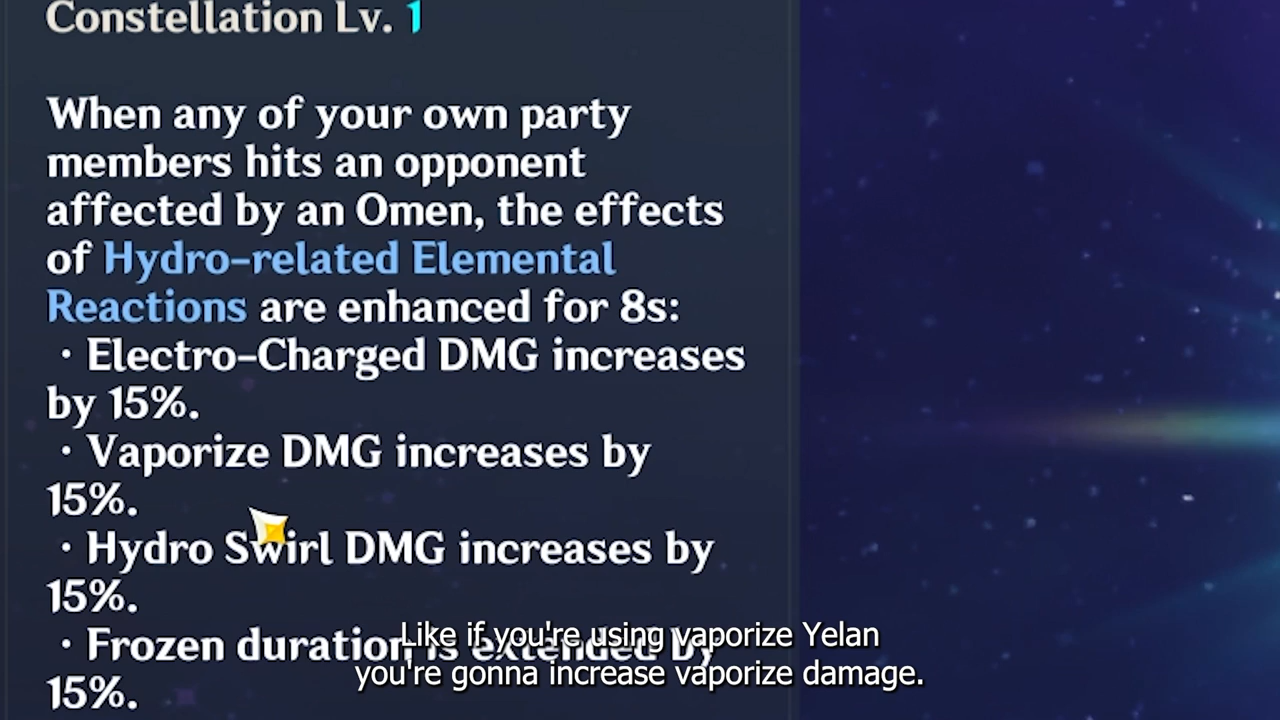 Constellation Lv. 1
When any of your own party
members hits an opponent
affected by an Omen, the effects
of Hydro-related Elemental
Reactions are enhanced for 8s:
· Electro-Charged DMG increases
by 15%.
· Vaporize DMG increases by
15%.
· Hydro Swirl DMG increases by
15%.
· Frozen duration is extended by
15%.
Like if you're using vaporize Yelan
you're gonna increase vaporize damage.